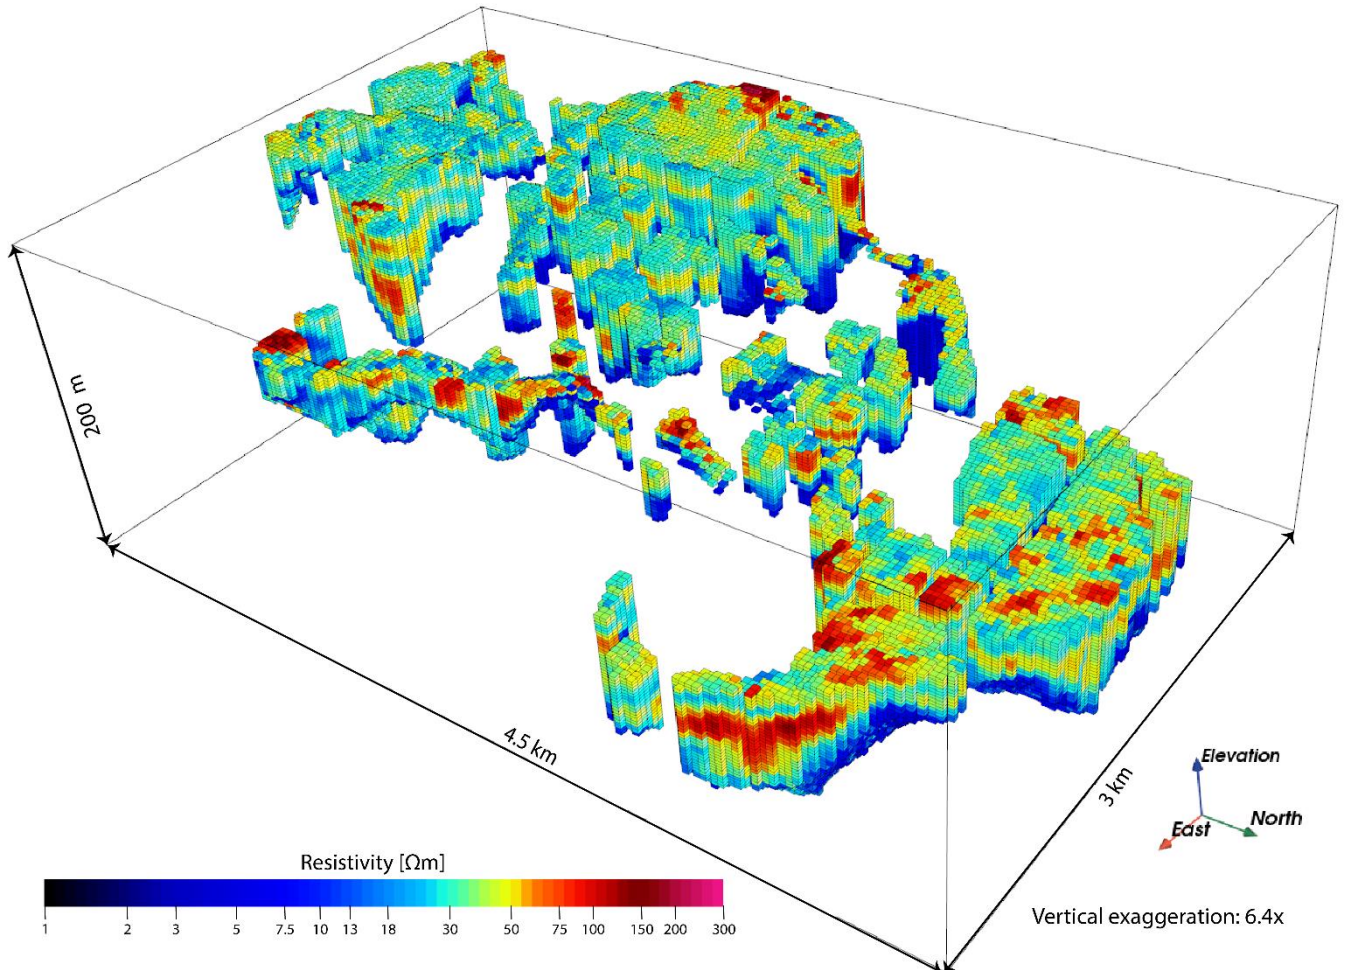 200 m
4.5 km
3 km
Elevation
East
North
Resistivity [Ωm]
1 2 3 5 7.5 10 13 18 30 50 75 100 150 200 300
Vertical exaggeration: 6.4x